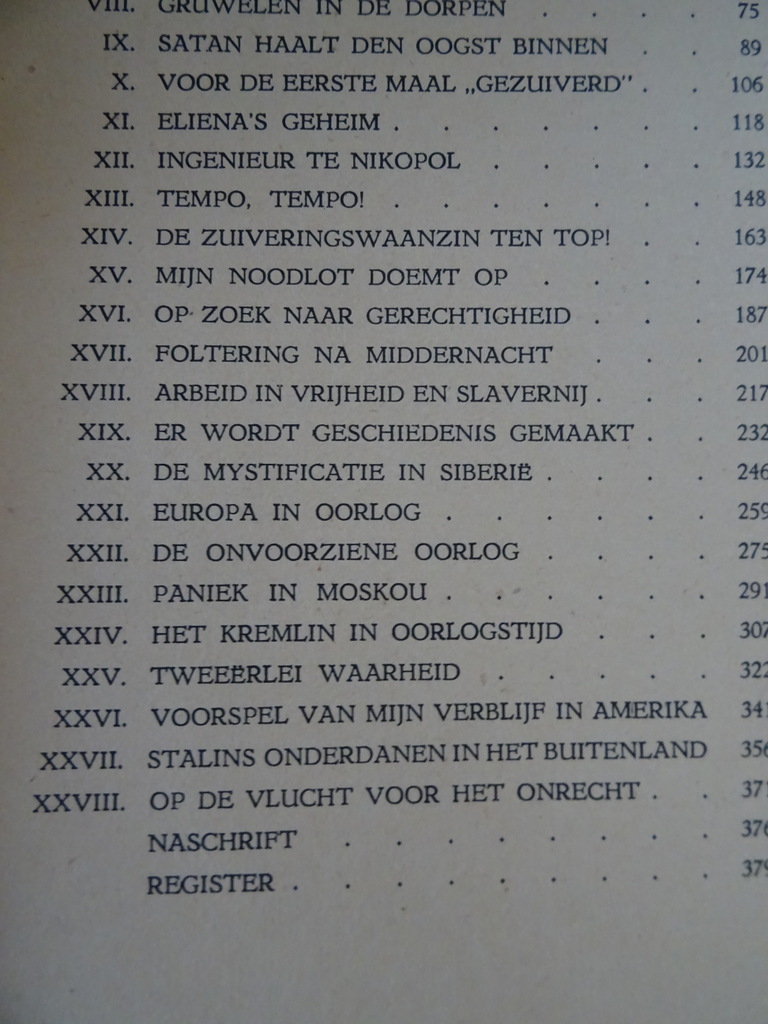 VIII. GRUWELEN IN DE DORPEN . . . . 75
IX. SATAN HAALT DEN OOGST BINNEN . . 89
X. VOOR DE EERSTE MAAL „GEZUIVERD” . . 106
XI. ELIENA'S GEHEIM . . . . . . . 118
XII. INGENIEUR TE NIKOPOL . . . . . 132
XIII. TEMPO, TEMPO! . . . . . . . 148
XIV. DE ZUIVERINGSWAANZIN TEN TOP! . . 163
XV. MIJN NOODLOT DOEMT OP . . . . 174
XVI. OP ZOEK NAAR GERECHTIGHEID . . . 187
XVII. FOLTERING NA MIDDERNACHT . . . 201
XVIII. ARBEID IN VRIJHEID EN SLAVERNIJ . . . 217
XIX. ER WORDT GESCHIEDENIS GEMAAKT . . 232
XX. DE MYSTIFICATIE IN SIBERIË . . . . 246
XXI. EUROPA IN OORLOG . . . . . . 259
XXII. DE ONVOORZIENE OORLOG . . . . 275
XXIII. PANIEK IN MOSKOU . . . . . . 291
XXIV. HET KREMLIN IN OORLOGSTIJD . . . 307
XXV. TWEEËRLEI WAARHEID . . . . . 322
XXVI. VOORSPEL VAN MIJN VERBLIJF IN AMERIKA 341
XXVII. STALINS ONDERDANEN IN HET BUITENLAND 356
XXVIII. OP DE VLUCHT VOOR HET ONRECHT . . 371
NASCHRIFT . . . . . . . . 376
REGISTER . . . . . . . . . 379